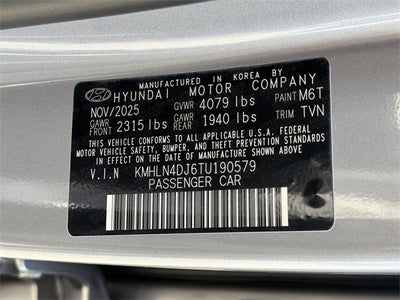 MANUFACTURED IN KOREA BY
HYUNDAI MOTOR COMPANY
NOV/2025 GVWR 4079 lbs PAINT M6T
GAWR FRONT 2315 lbs GAWR REAR 1940 lbs TRIM TVN
THIS VEHICLE CONFORMS TO ALL APPLICABLE U.S.A FEDERAL
MOTOR VEHICLE SAFETY, BUMPER, AND THEFT PREVENTION
STANDARDS IN EFFECT ON THE DATE OF MANUFACTURE
SHOWN ABOVE.
V.I.N KMHLN4DJ6TU190579
PASSENGER CAR